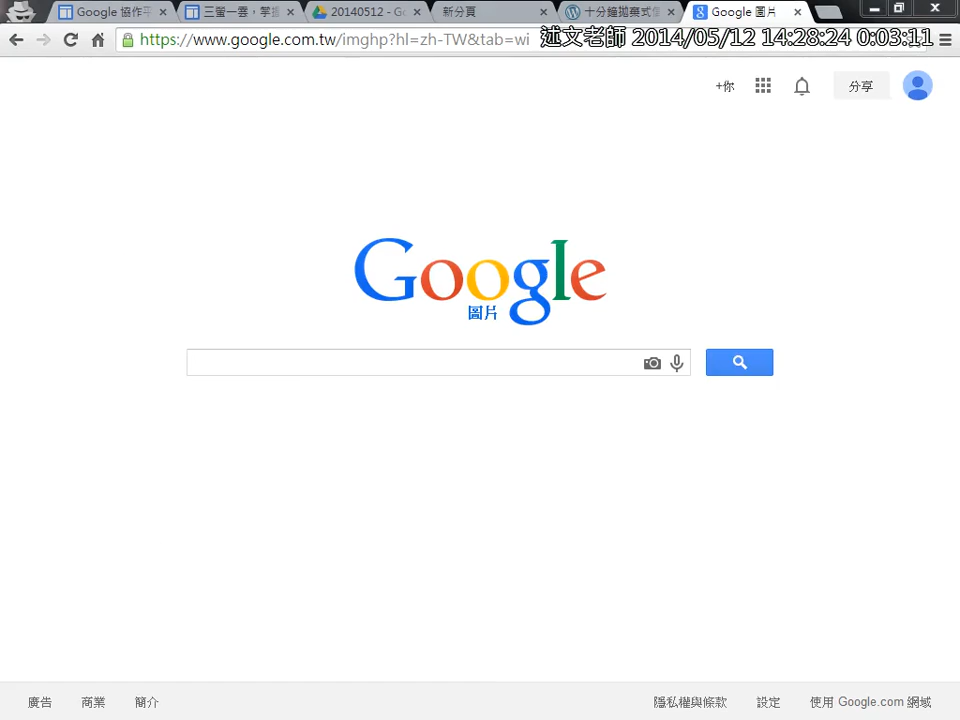 Google 協作平
三螢一雲，掌握
20140512 - Go
新分頁
十分鐘拋棄式信
Google 圖片
https://www.google.com.tw/imghp?hl=zh-TW&tab=wi
述文老師 2014/05/12 14:28:24 0:03:11
+你
分享
Google
圖片
廣告
商業
簡介
隱私權與條款
設定
使用 Google.com 網域